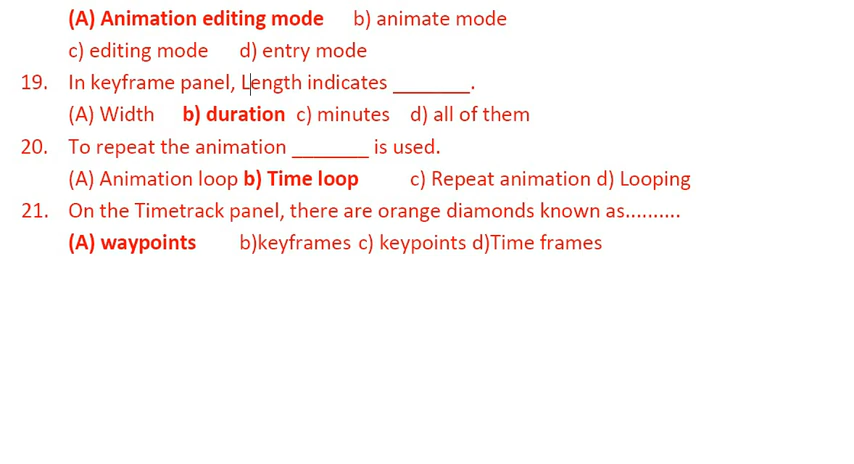 (A) Animation editing mode b) animate mode
c) editing mode d) entry mode
19. In keyframe panel, Length indicates _______.
(A) Width b) duration c) minutes d) all of them
20. To repeat the animation _______ is used.
(A) Animation loop b) Time loop c) Repeat animation d) Looping
21. On the Timetrack panel, there are orange diamonds known as..........
(A) waypoints b)keyframes c) keypoints d)Time frames